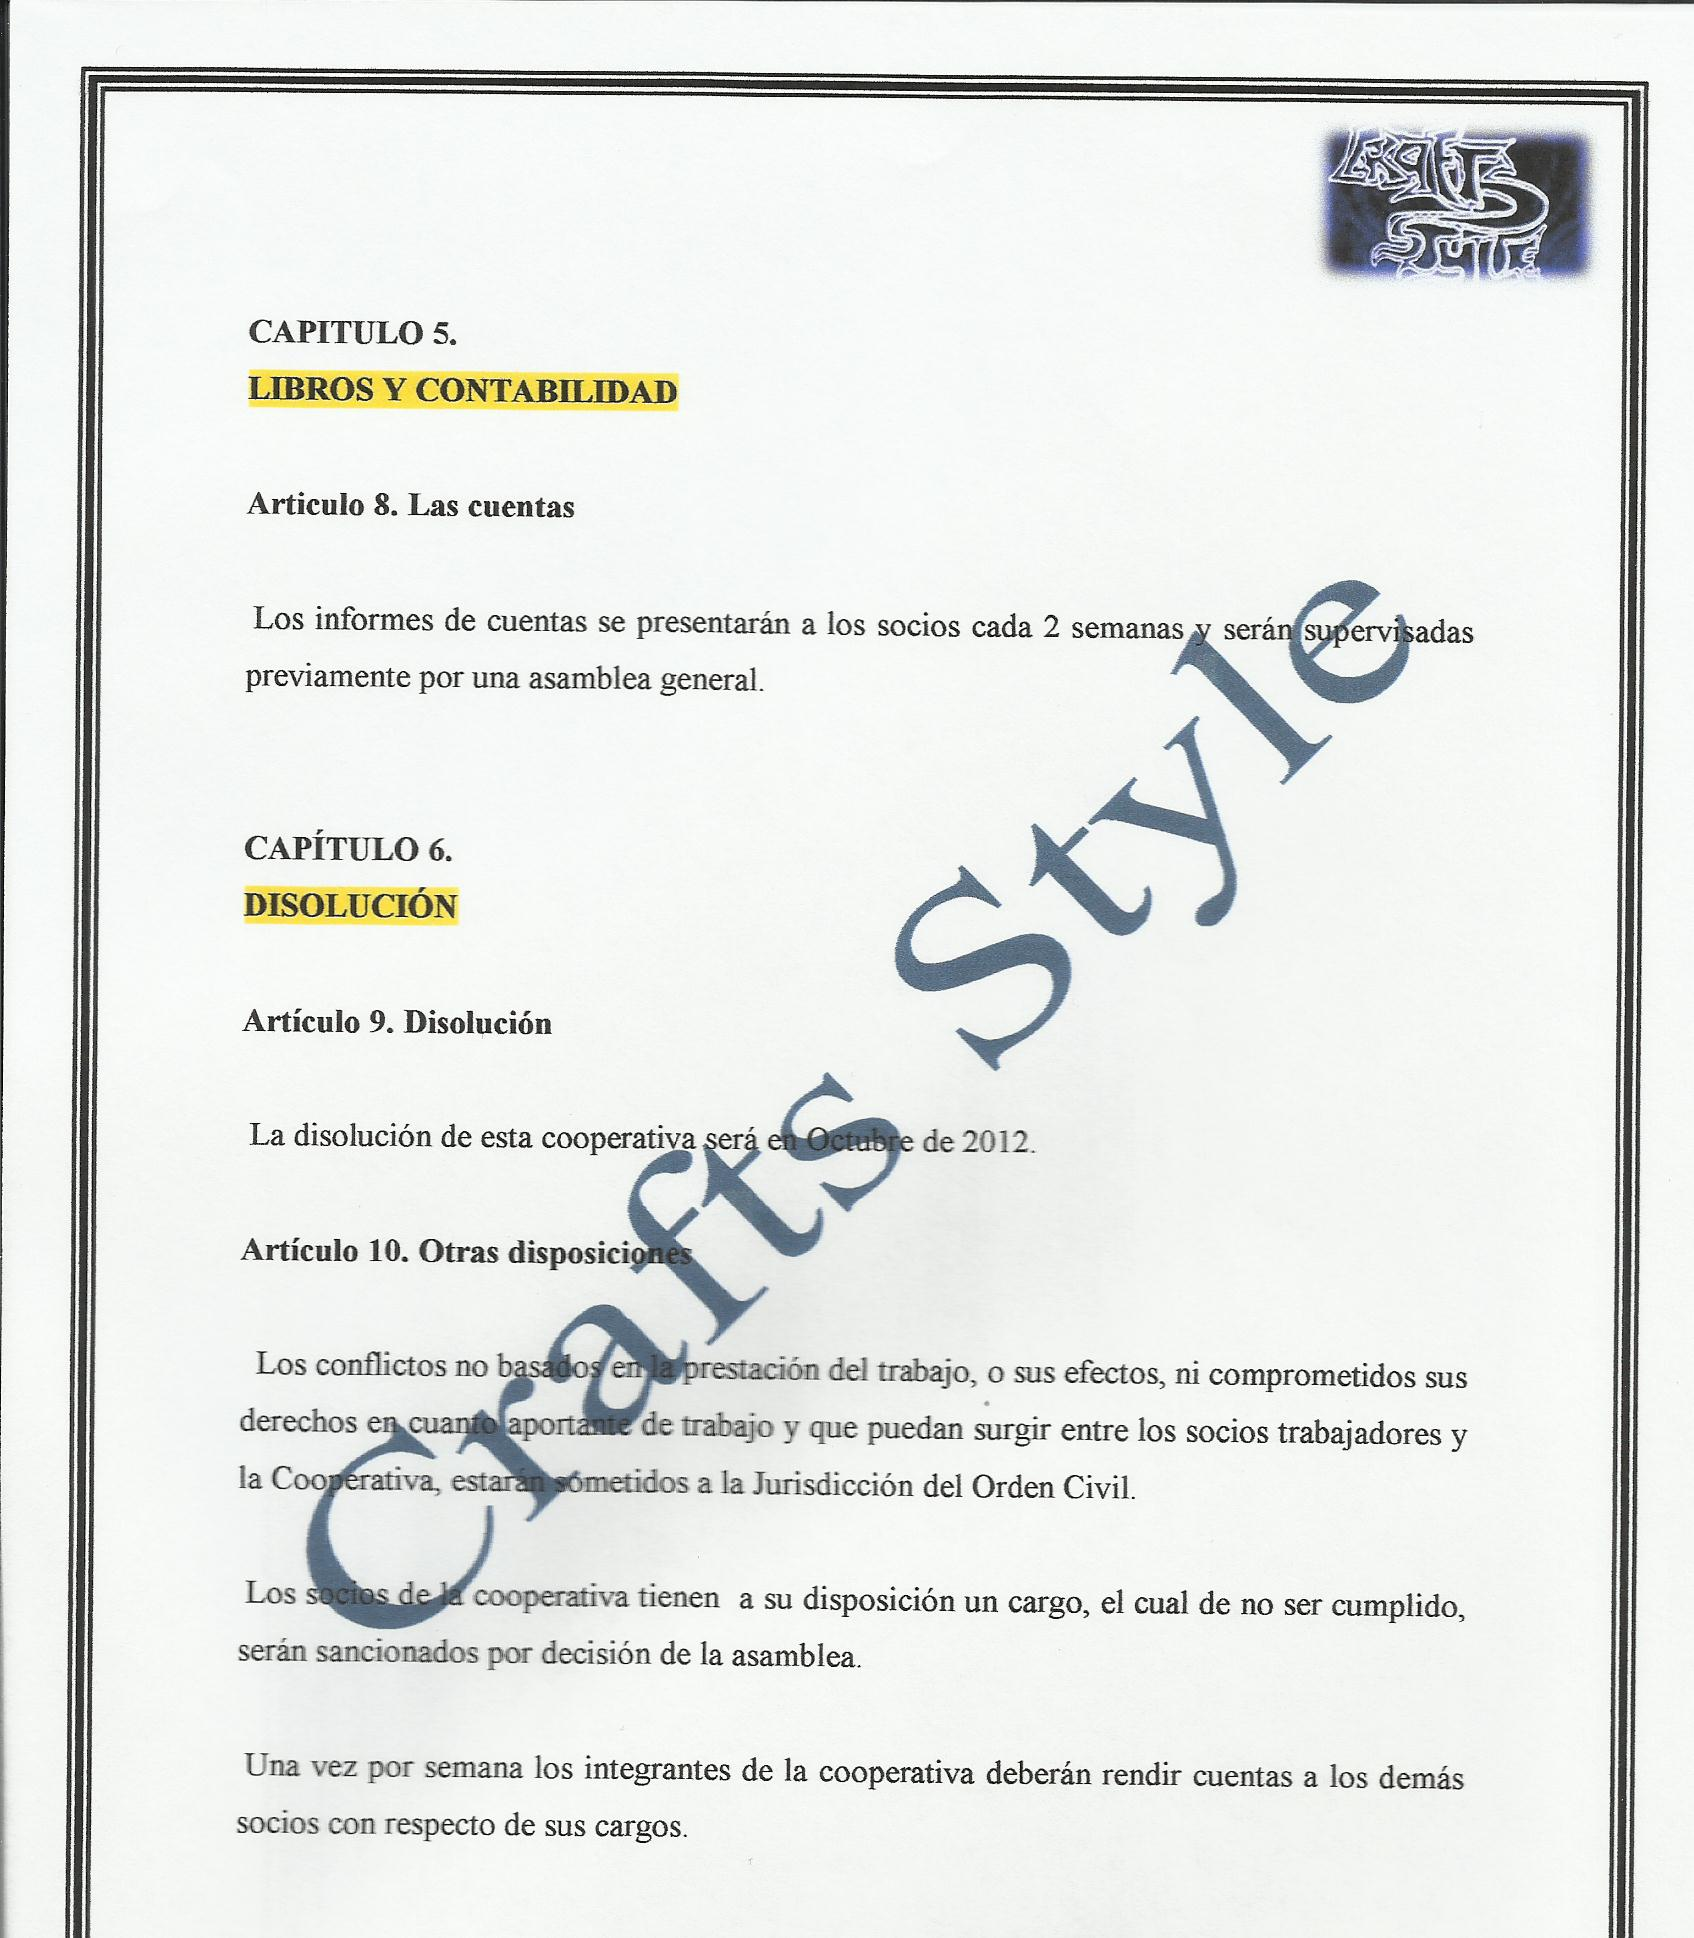 CRAFTS
STYLE
CAPITULO 5.
LIBROS Y CONTABILIDAD
Articulo 8. Las cuentas
Los informes de cuentas se presentarán a los socios cada 2 semanas y serán supervisadas
previamente por una asamblea general.
CAPÍTULO 6.
DISOLUCIÓN
Artículo 9. Disolución
La disolución de esta cooperativa será en Octubre de 2012.
Artículo 10. Otras disposiciones
Los conflictos no basados en la prestación del trabajo, o sus efectos, ni comprometidos sus
derechos en cuanto aportante de trabajo y que puedan surgir entre los socios trabajadores y
la Cooperativa, estarán sometidos a la Jurisdicción del Orden Civil.
Los socios de la cooperativa tienen a su disposición un cargo, el cual de no ser cumplido,
serán sancionados por decisión de la asamblea.
Una vez por semana los integrantes de la cooperativa deberán rendir cuentas a los demás
socios con respecto de sus cargos.
Crafts Style